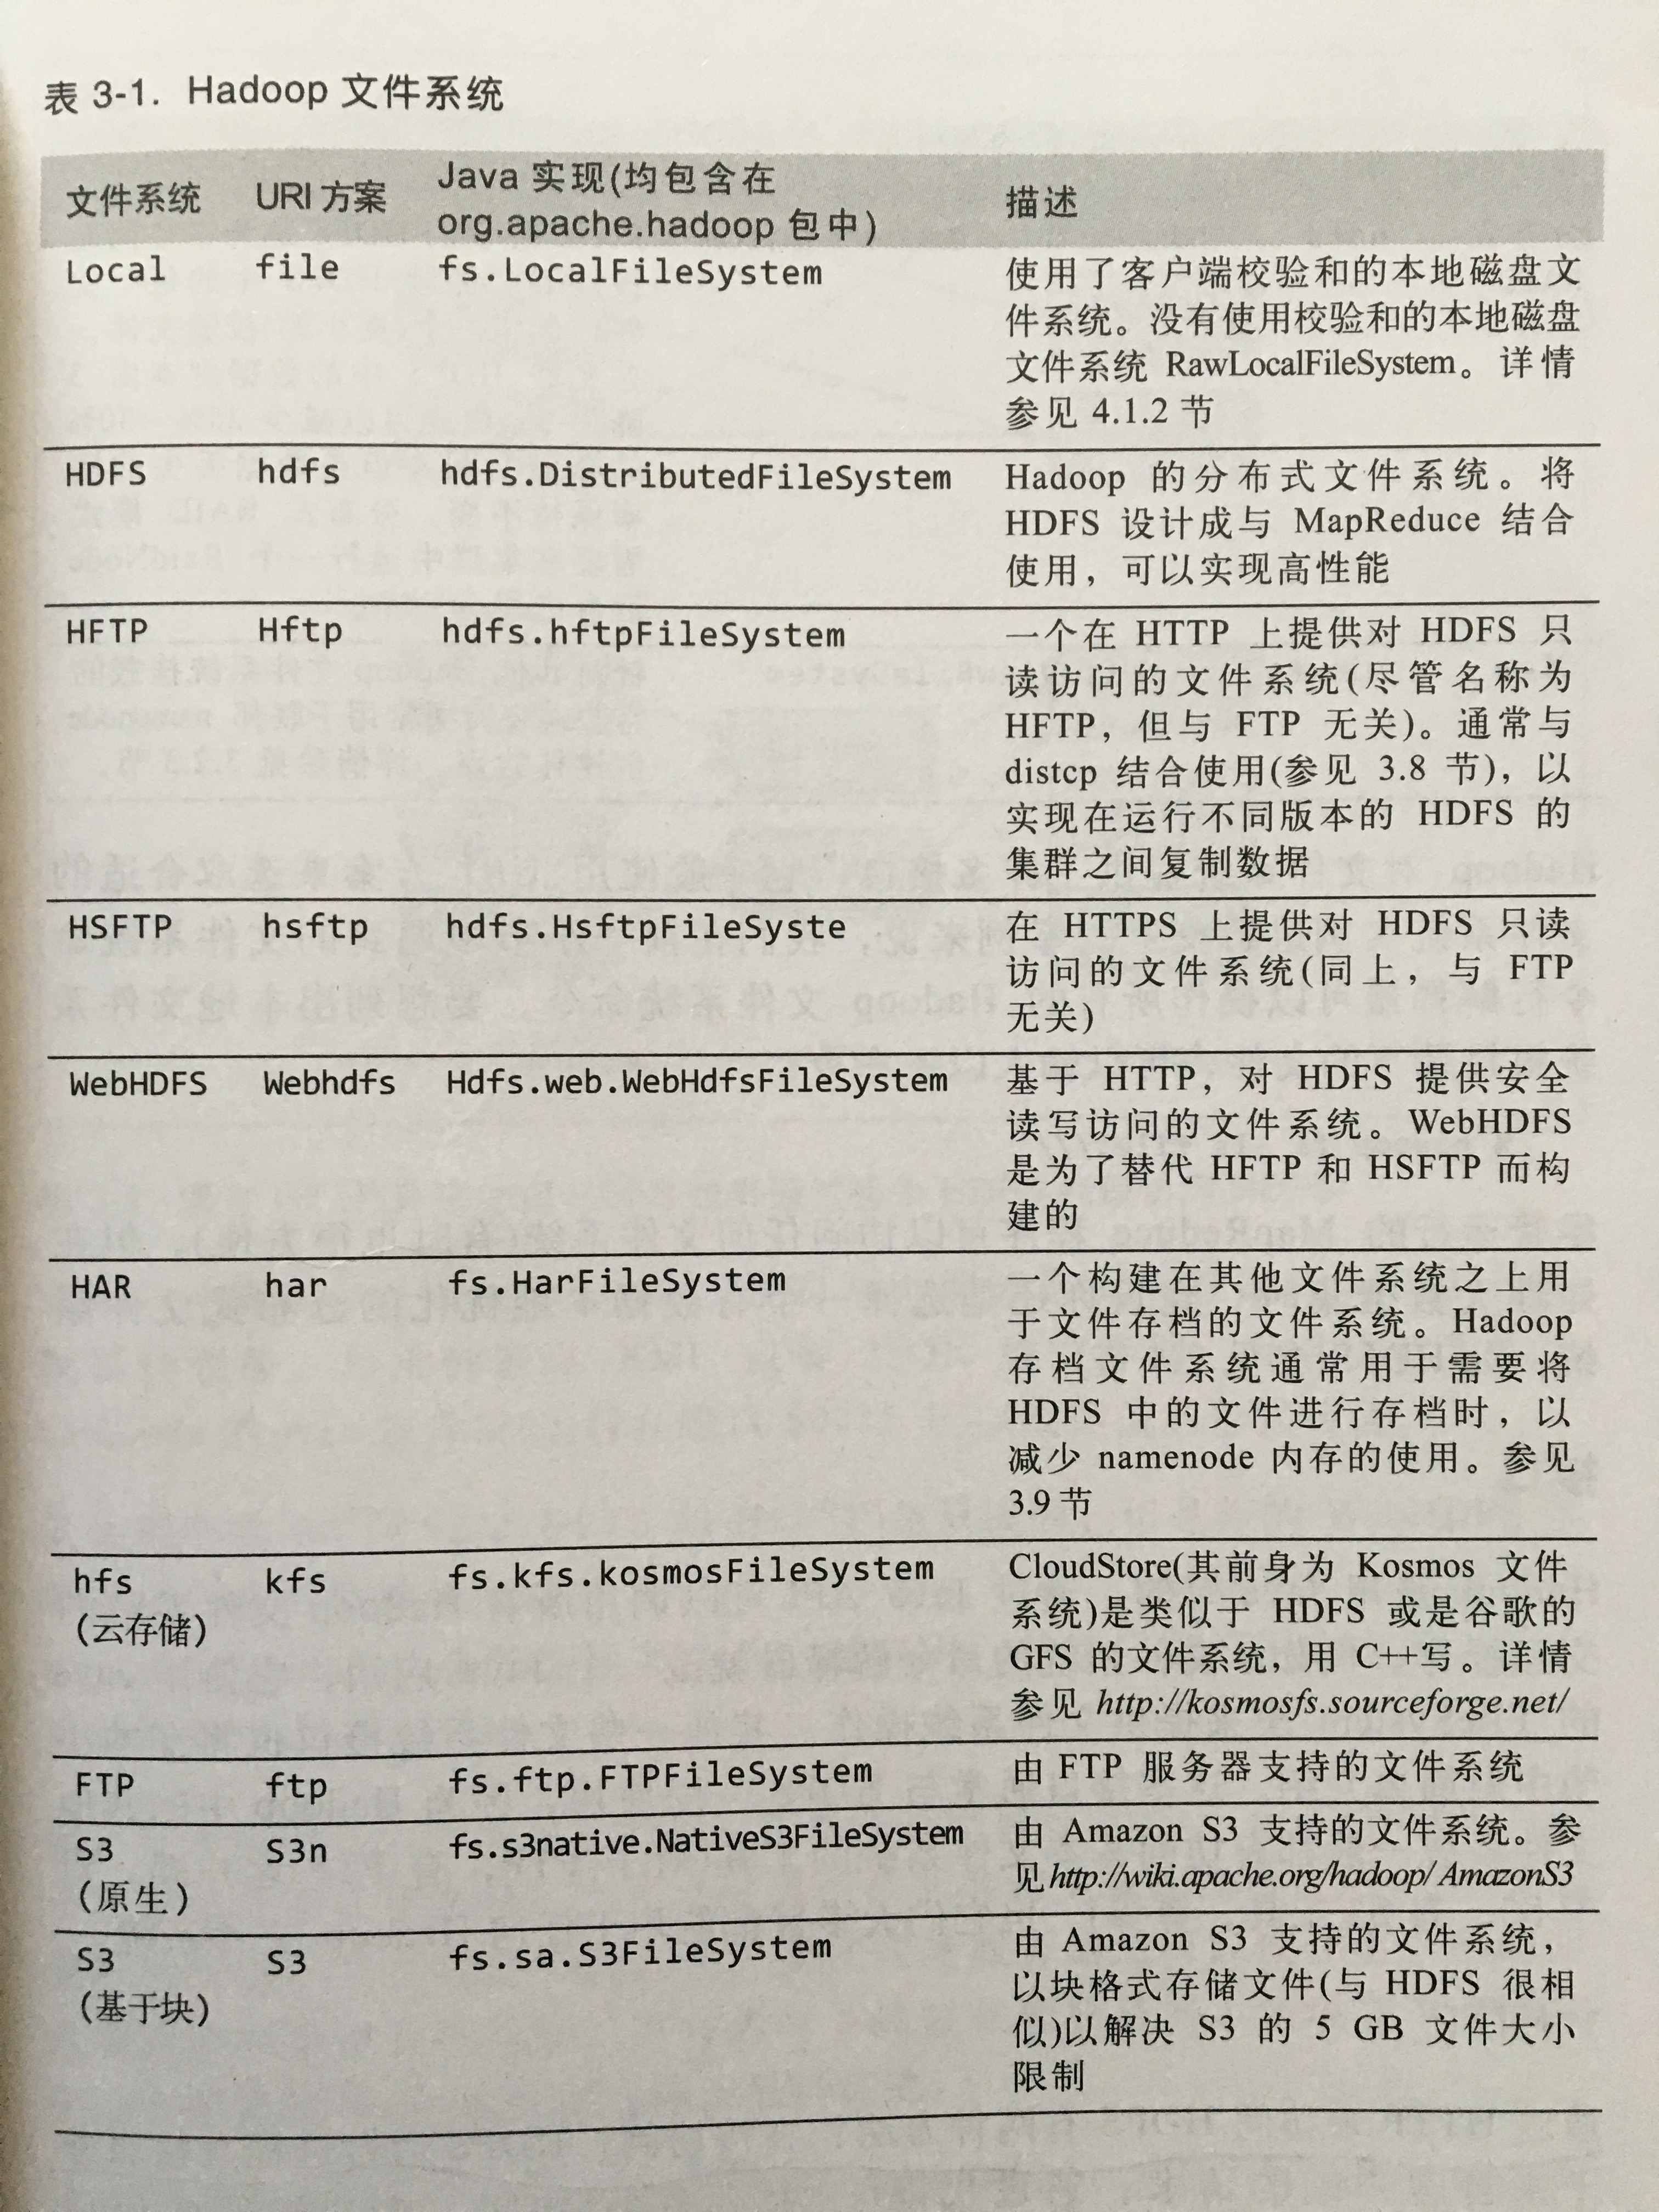 表 3-1. Hadoop 文件系统
文件系统 URI 方案 Java 实现(均包含在 org.apache.hadoop 包中) 描述
Local file fs.LocalFileSystem 使用了客户端校验和的本地磁盘文
件系统。没有使用校验和的本地磁盘
文件系统 RawLocalFileSystem。详情
参见 4.1.2 节
HDFS hdfs hdfs.DistributedFileSystem Hadoop 的分布式文件系统。将
HDFS 设计成与 MapReduce 结合
使用，可以实现高性能
HFTP Hftp hdfs.hftpFileSystem 一个在 HTTP 上提供对 HDFS 只
读访问的文件系统(尽管名称为
HFTP，但与 FTP 无关)。通常与
distcp 结合使用(参见 3.8 节)，以
实现在运行不同版本的 HDFS 的
集群之间复制数据
HSFTP hsftp hdfs.HsftpFileSyste 在 HTTPS 上提供对 HDFS 只读
访问的文件系统(同上，与 FTP
无关)
WebHDFS Webhdfs Hdfs.web.WebHdfsFileSystem 基于 HTTP，对 HDFS 提供安全
读写访问的文件系统。WebHDFS
是为了替代 HFTP 和 HSFTP 而构
建的
HAR har fs.HarFileSystem 一个构建在其他文件系统之上用
于文件存档的文件系统。Hadoop
存档文件系统通常用于需要将
HDFS 中的文件进行存档时，以
减少 namenode 内存的使用。参见
3.9 节
hfs kfs fs.kfs.kosmosFileSystem CloudStore(其前身为 Kosmos 文件
(云存储) 系统)是类似于 HDFS 或是谷歌的
GFS 的文件系统，用 C++写。详情
参见 http://kosmosfs.sourceforge.net/
FTP ftp fs.ftp.FTPFileSystem 由 FTP 服务器支持的文件系统
S3 S3n fs.s3native.NativeS3FileSystem 由 Amazon S3 支持的文件系统。参
(原生) 见 http://wiki.apache.org/hadoop/ AmazonS3
S3 S3 fs.sa.S3FileSystem 由 Amazon S3 支持的文件系统，
(基于块) 以块格式存储文件(与 HDFS 很相
似)以解决 S3 的 5 GB 文件大小
限制